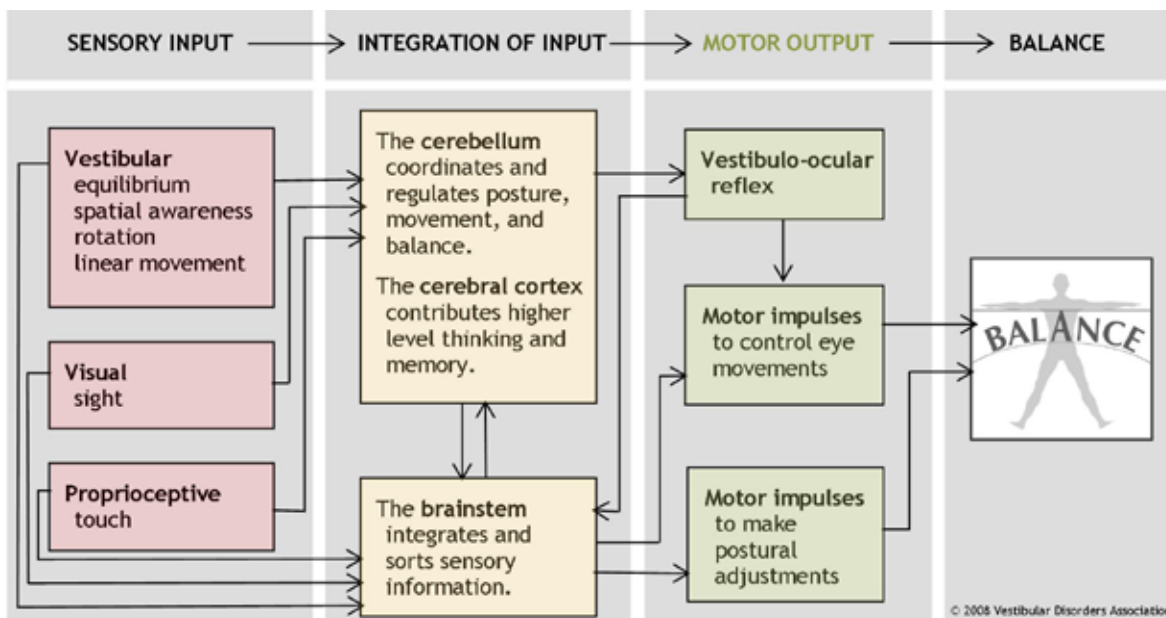 SENSORY INPUT
INTEGRATION OF INPUT
MOTOR OUTPUT
BALANCE
Vestibular
equilibrium
spatial awareness
rotation
linear movement
Visual
sight
Proprioceptive
touch
The cerebellum
coordinates and
regulates posture,
movement, and
balance.
The cerebral cortex
contributes higher
level thinking and
memory.
The brainstem
integrates and
sorts sensory
information.
Vestibulo-ocular
reflex
Motor impulses
to control eye
movements
Motor impulses
to make
postural
adjustments
BALANCE
© 2008 Vestibular Disorders Association